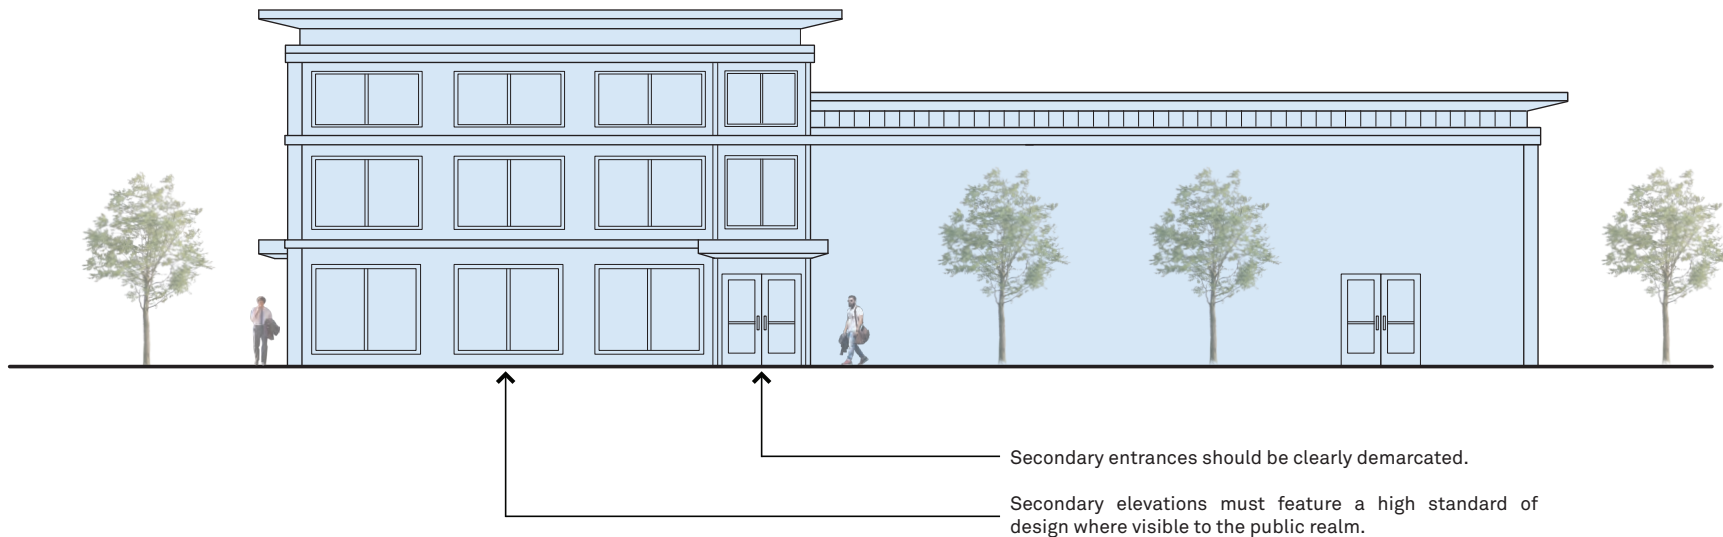 Secondary entrances should be clearly demarcated.
Secondary elevations must feature a high standard of
design where visible to the public realm.